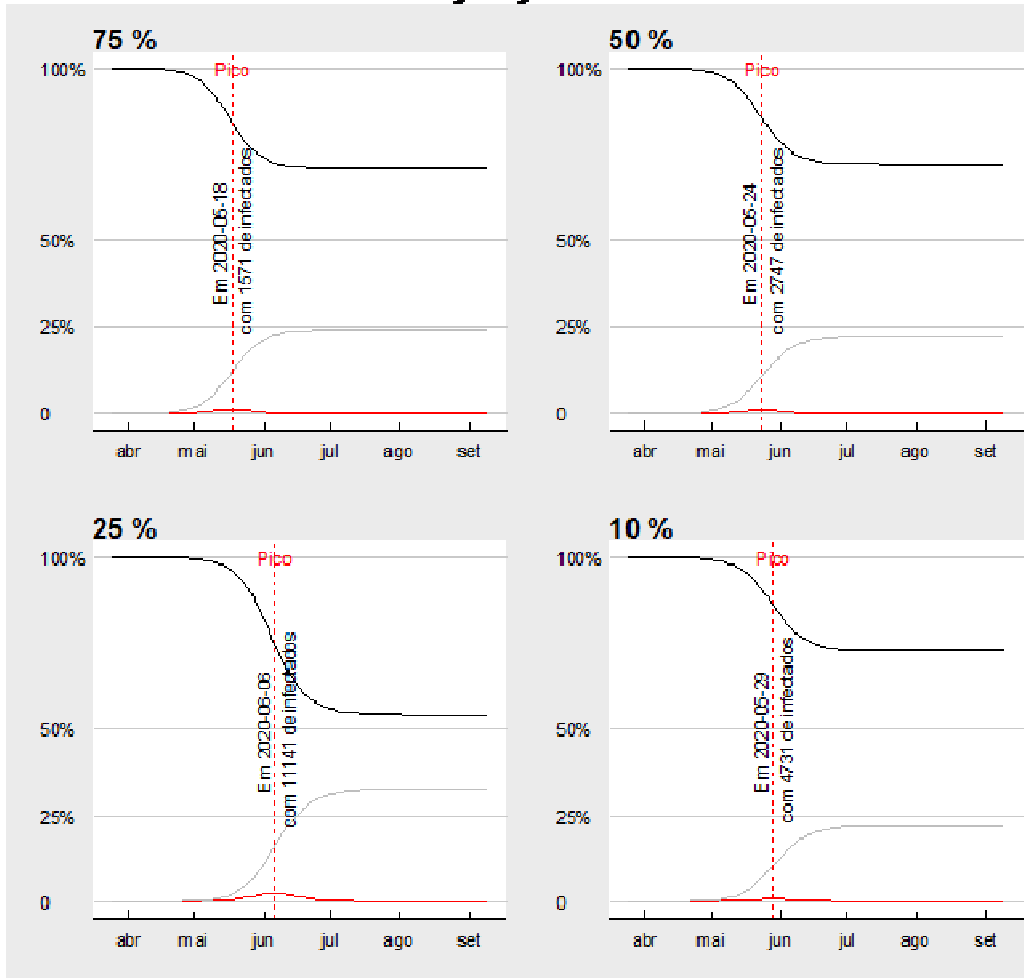 75 %
50 %
100%
Pico
Em 2020-05-18
com 1571 de infectados
50%
25%
0
abr mai jun jul ago set
100%
Pico
Em 2020-05-24
com 2747 de infectados
50%
25%
0
abr mai jun jul ago set
25 %
10 %
100%
Pico
Em 2020-06-06
com 11141 de infectados
50%
25%
0
abr mai jun jul ago set
100%
Pico
Em 2020-05-29
com 4731 de infectados
50%
25%
0
abr mai jun jul ago set